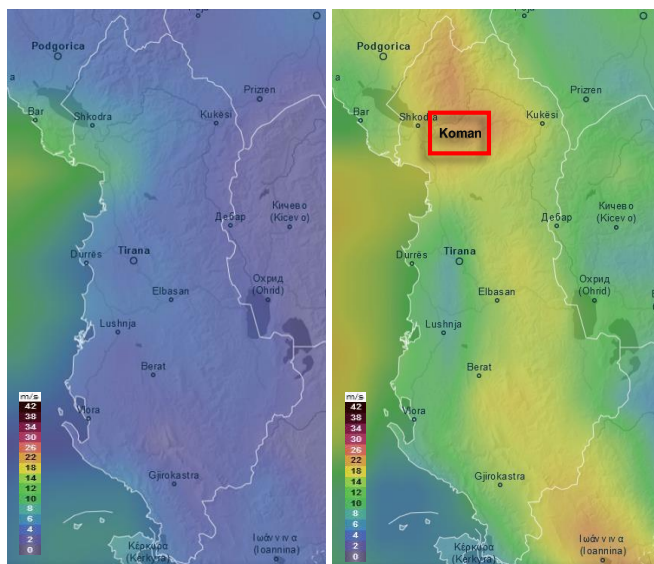 Podgorica
a
Prizren
Bar
Shkodra
Kukësi
Кичево
(Kicevo)
Дебар
Tirana
Durrës
Охрид
(Ohrid)
Elbasan
Lushnja
Berat
m/s
42
38
34
30
26
22
18
14
12
10
8
6
4
2
0
Vlora
Gjirokastra
Κέρκυρα
(Kérkyra)
Ιωάννινα
(Ioannina)
Podgorica
a
Prizren
Bar
Shkodra
Kukësi
Koman
Кичево
(Kicevo)
Дебар
Tirana
Durrës
Охрид
(Ohrid)
Elbasan
Lushnja
Berat
m/s
42
38
34
30
26
22
18
14
12
10
8
6
4
2
0
Vlora
Gjirokastra
Κέρκυρα
(Kérkyra)
Ιωάννινα
(Ioannina)